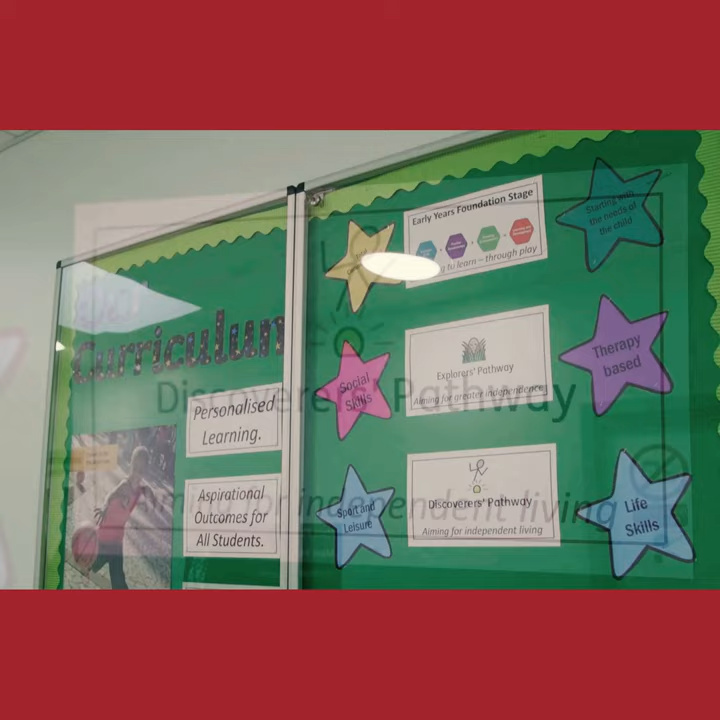 Our
Curriculum
Personalised
Learning.
Aspirational
Outcomes for
All Students.
Early Years Foundation Stage
to learn – through play
Starting with
the needs of
the child
Social
Skills
Explorers' Pathway
Aiming for greater independence
Therapy
based
Sport and
Leisure
Discoverers' Pathway
Aiming for independent living
Life
Skills
Discoverers' Pathway
Aiming for independent living